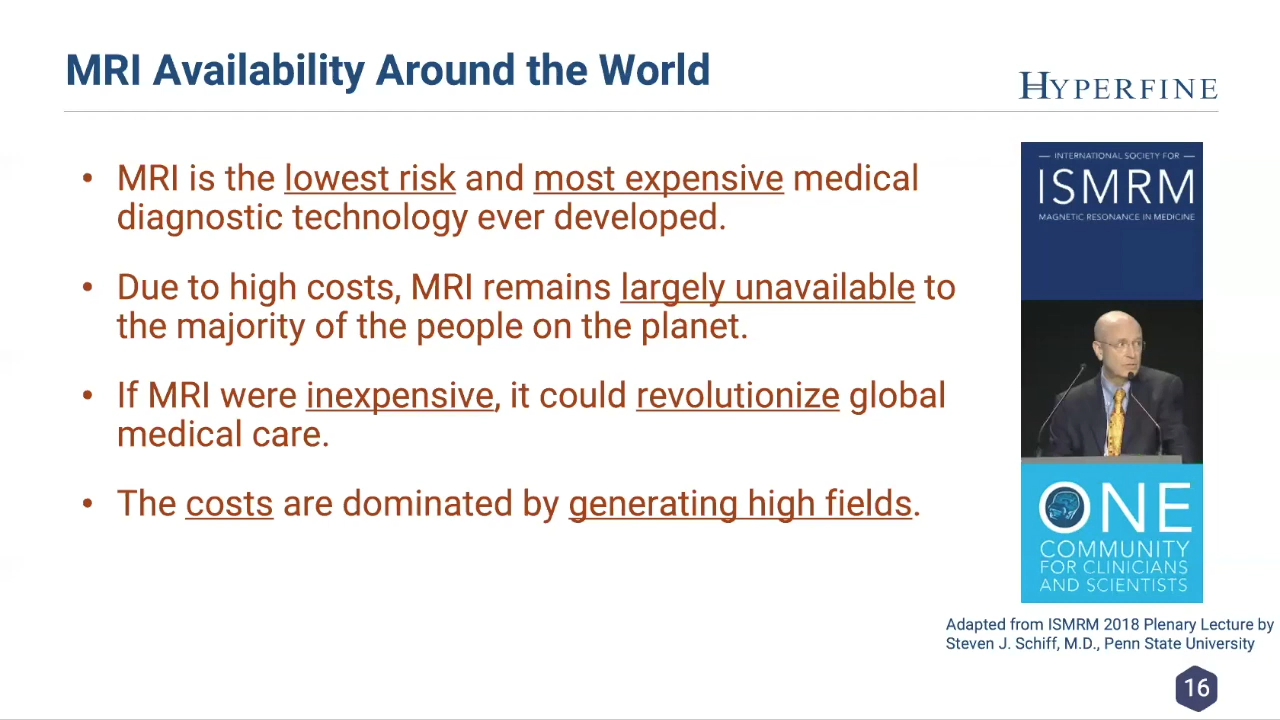 MRI Availability Around the World
HYPERFINE
• MRI is the lowest risk and most expensive medical
diagnostic technology ever developed.
• Due to high costs, MRI remains largely unavailable to
the majority of the people on the planet.
• If MRI were inexpensive, it could revolutionize global
medical care.
• The costs are dominated by generating high fields.
— INTERNATIONAL SOCIETY FOR —
ISMRM
MAGNETIC RESONANCE IN MEDICINE
ONE
COMMUNITY
FOR CLINICIANS
AND SCIENTISTS
Adapted from ISMRM 2018 Plenary Lecture by
Steven J. Schiff, M.D., Penn State University
16